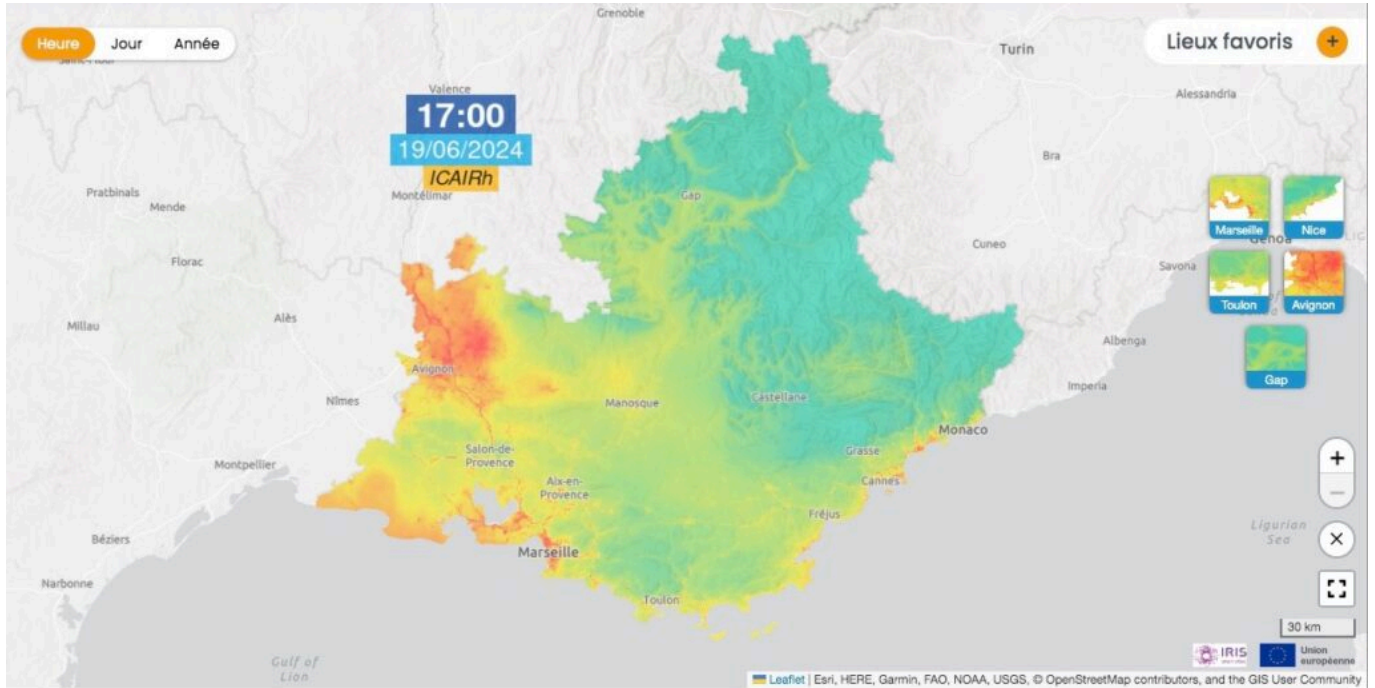 Grenoble
Heure Jour Année
Lieux favoris +
Turin
Valence
Alessandria
17:00
19/06/2024
ICAIRh
Bra
Montélimar
Pratbinals
Mende
Gap
Marseille Nice
Cuneo
Genoa
Florac
Savona
Toulon Avignon
Alès
Millau
Albenga
Avignon
Gap
Imperia
Nîmes
Manosque
Castellane
Monaco
Salon-de-
Provence
Grasse
Montpellier
Aix-en-
Provence
Cannes
Fréjus
Ligurian
Sea
Béziers
Marseille
Narbonne
Toulon
30 km
IRIS
Union
européenne
Gulf of
Lion
Leaflet | Esri, HERE, Garmin, FAO, NOAA, USGS, © OpenStreetMap contributors, and the GIS User Community